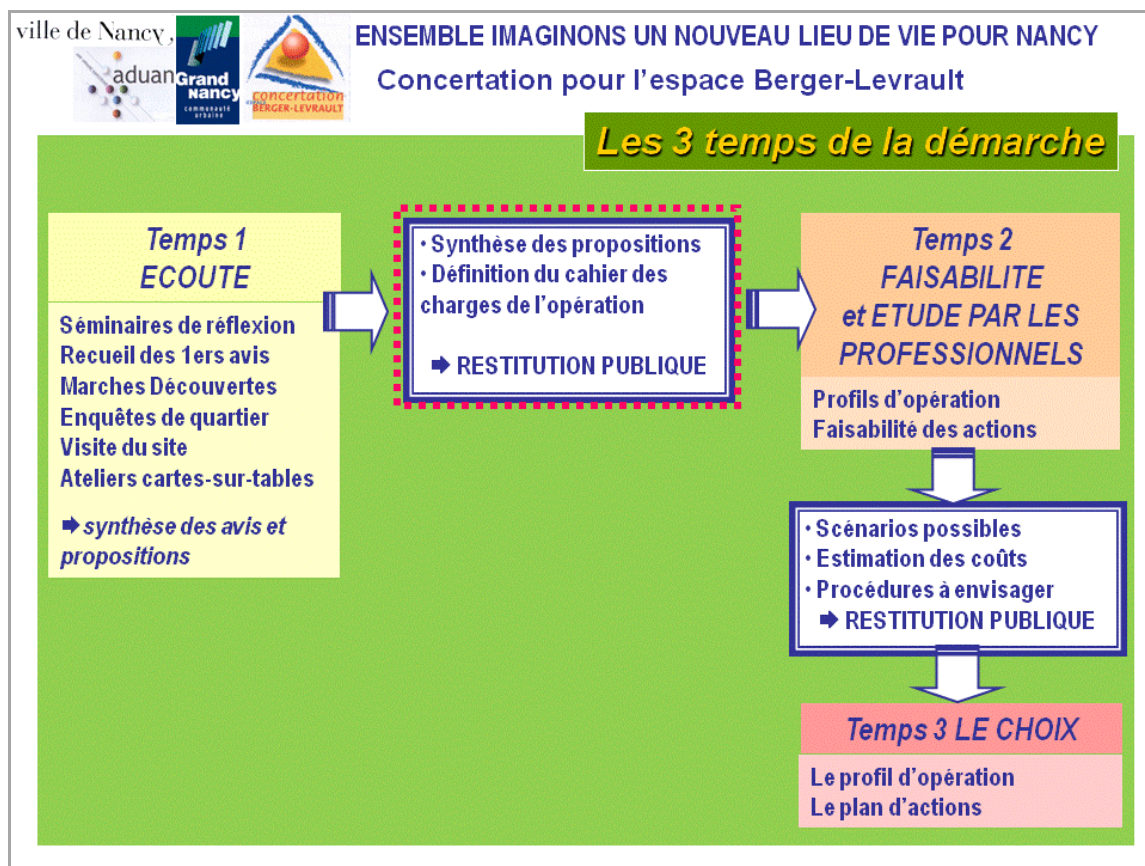 ville de Nancy,
aduan
Grand
Nancy
communauté
urbaine
concertation
BERGER-LEVRAULT
ENSEMBLE IMAGINONS UN NOUVEAU LIEU DE VIE POUR NANCY
Concertation pour l'espace Berger-Levrault
Les 3 temps de la démarche
Temps 1
ECOUTE
Séminaires de réflexion
Recueil des 1ers avis
Marches Découvertes
Enquêtes de quartier
Visite du site
Ateliers cartes-sur-tables
➡ synthèse des avis et
propositions
• Synthèse des propositions
• Définition du cahier des
charges de l'opération
➡ RESTITUTION PUBLIQUE
Temps 2
FAISABILITE
et ETUDE PAR LES
PROFESSIONNELS
Profils d'opération
Faisabilité des actions
• Scénarios possibles
• Estimation des coûts
• Procédures à envisager
➡ RESTITUTION PUBLIQUE
Temps 3 LE CHOIX
Le profil d'opération
Le plan d'actions